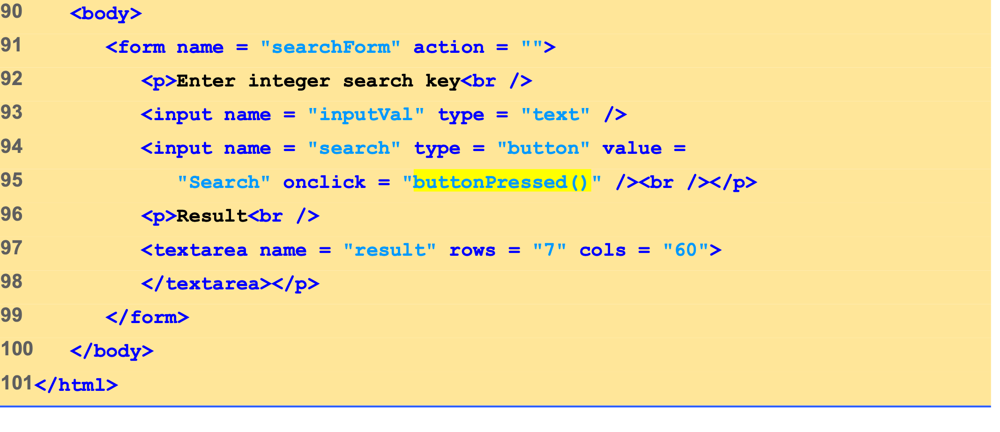 90 <body>
91 <form name = "searchForm" action = "">
92 <p>Enter integer search key<br />
93 <input name = "inputVal" type = "text" />
94 <input name = "search" type = "button" value =
95 "Search" onclick = "buttonPressed()" /><br /></p>
96 <p>Result<br />
97 <textarea name = "result" rows = "7" cols = "60">
98 </textarea></p>
99 </form>
100 </body>
101</html>